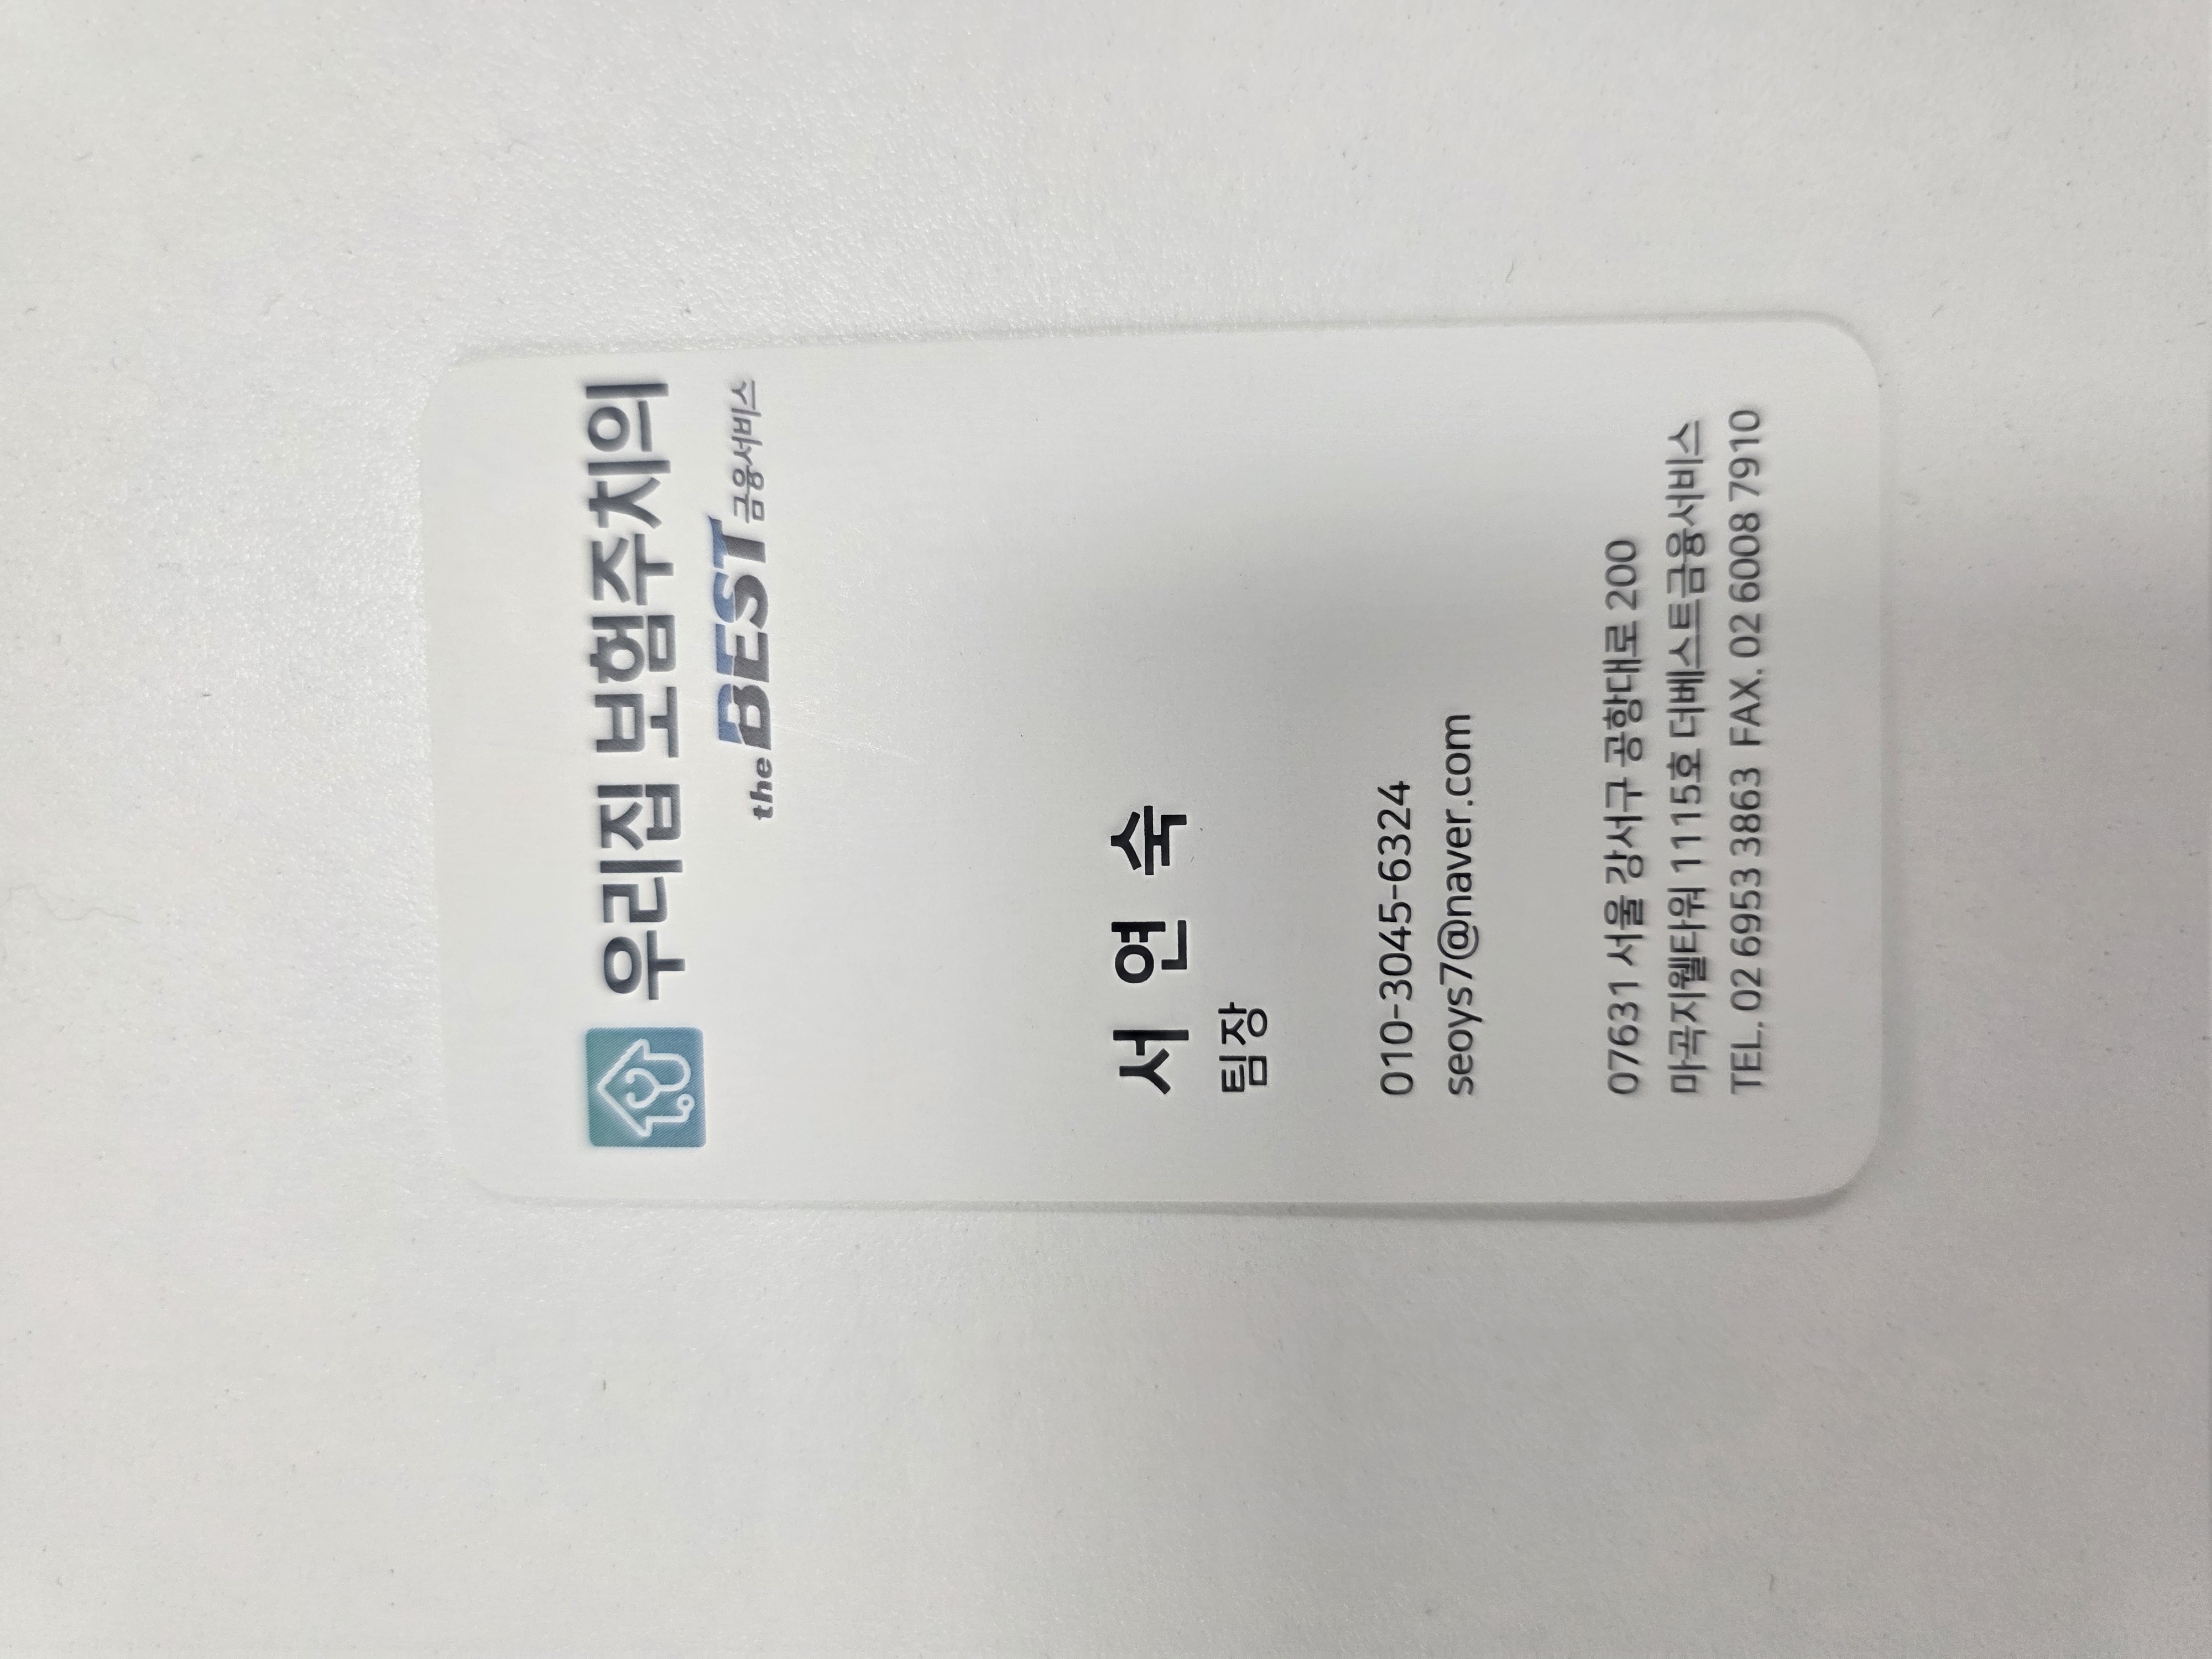 우리집 보험주치의
the BEST 금융서비스
서 연 숙
팀장
010-3045-6324
seoys7@naver.com
07631 서울 강서구 공항대로 200
마곡지웰타워 1115호 더베스트금융서비스
TEL. 02 6953 3863 FAX. 02 6008 7910